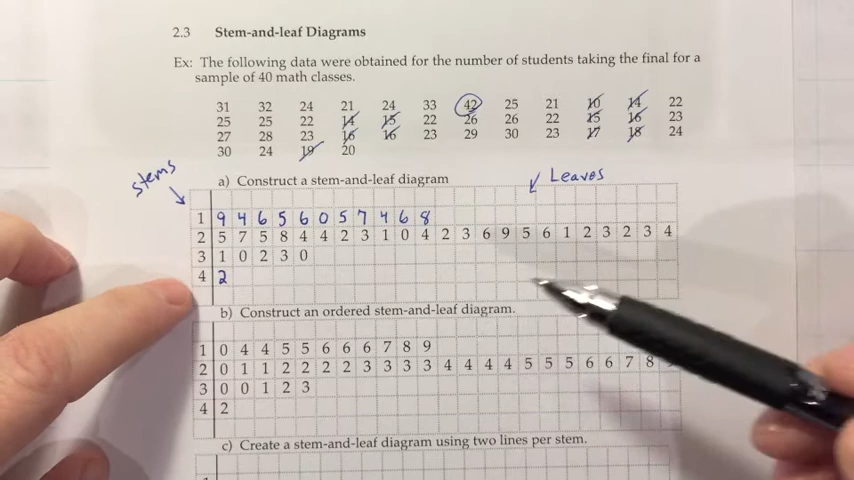 2.3 Stem-and-leaf Diagrams
Ex: The following data were obtained for the number of students taking the final for a
sample of 40 math classes.
31 32 24 21 24 33 42 25 21 10 14 22
25 25 22 14 15 22 26 26 22 15 16 23
27 28 23 16 16 23 29 30 23 17 18 24
30 24 19 20
stems
a) Construct a stem-and-leaf diagram
Leaves
1 9 4 6 5 6 0 5 7 4 6 8
2 5 7 5 8 4 4 2 3 1 0 4 2 3 6 9 5 6 1 2 3 2 3 4
3 1 0 2 3 0
4 2
b) Construct an ordered stem-and-leaf diagram.
1 0 4 4 5 5 6 6 6 7 8 9
2 0 1 1 2 2 2 2 3 3 3 3 4 4 4 4 5 5 5 6 6 7 8
3 0 0 1 2 3
4 2
c) Create a stem-and-leaf diagram using two lines per stem.